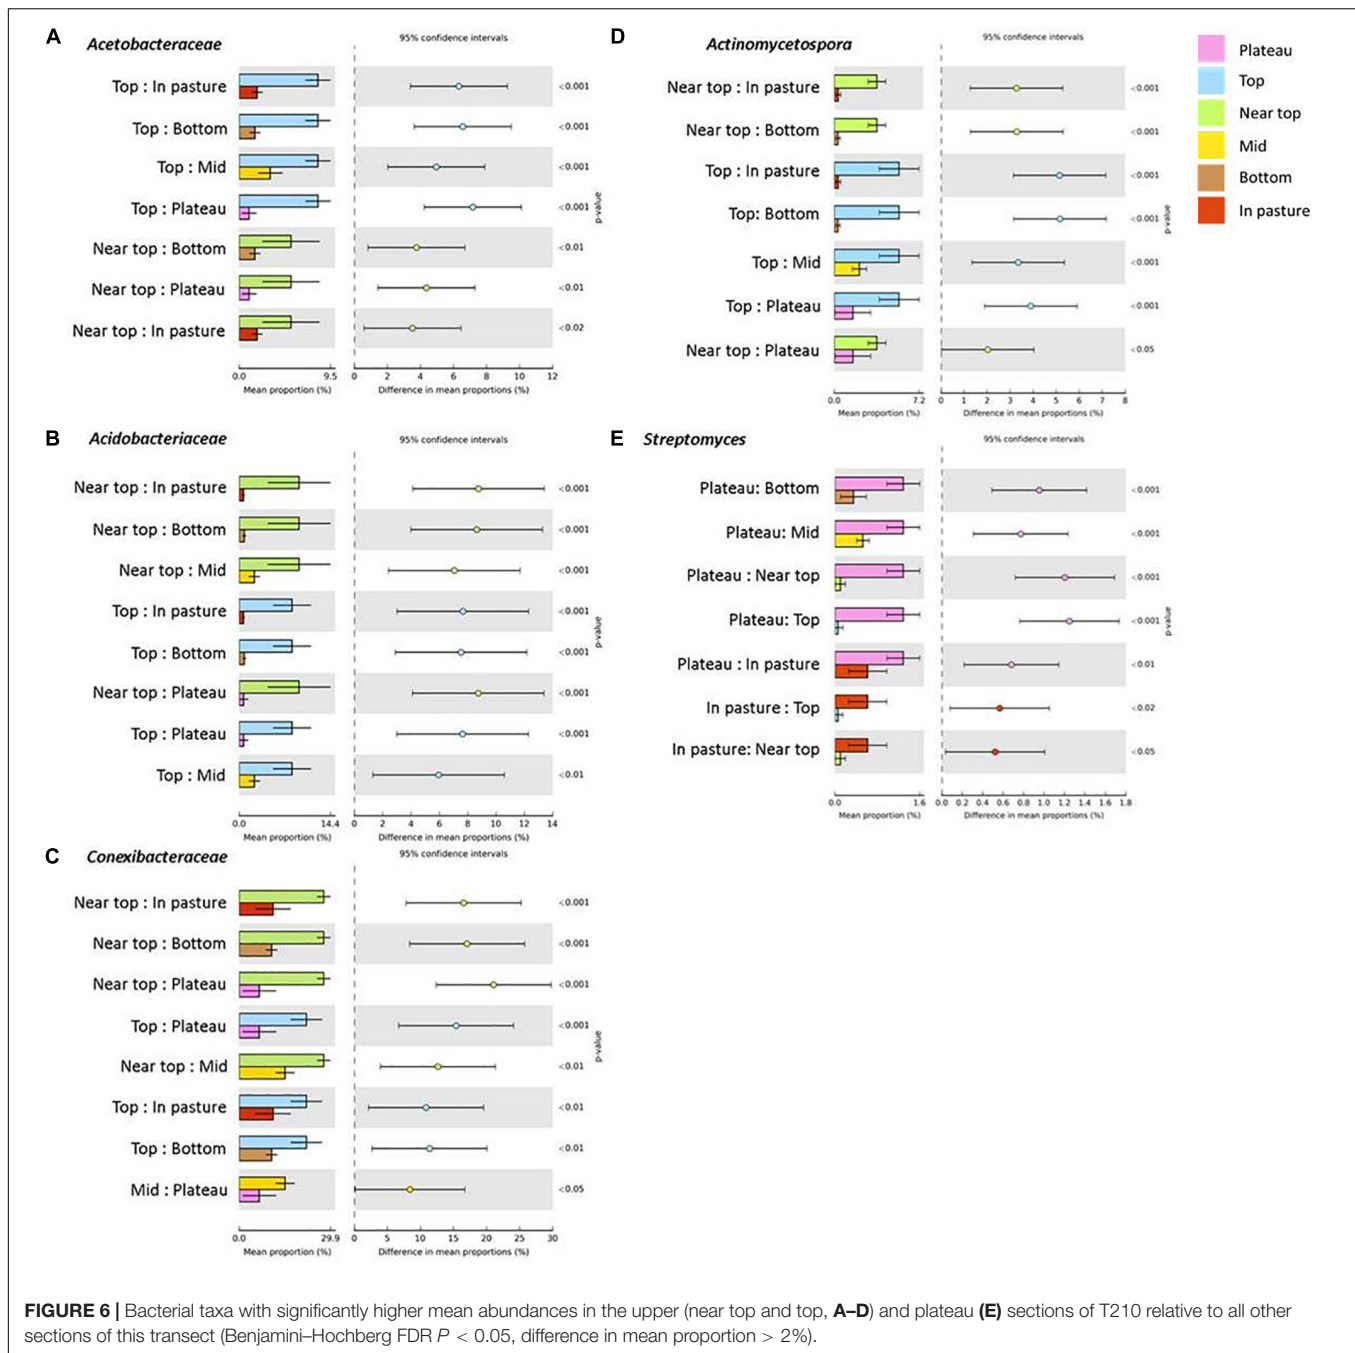 A
Acetobacteraceae
95% confidence intervals
Top : In pasture
<0.001
Top : Bottom
<0.001
Top : Mid
<0.001
Top : Plateau
<0.001
Near top : Bottom
<0.01
Near top : Plateau
<0.01
Near top : In pasture
<0.02
p-value
0.0 9.5
Mean proportion (%)
0 2 4 6 8 10 12
Difference in mean proportions (%)
B
Acidobacteriaceae
95% confidence intervals
Near top : In pasture
<0.001
Near top : Bottom
<0.001
Near top : Mid
<0.001
Top : In pasture
<0.001
Top : Bottom
<0.001
Near top : Plateau
<0.001
Top : Plateau
<0.001
Top : Mid
<0.01
p-value
0.0 14.4
Mean proportion (%)
0 2 4 6 8 10 12 14
Difference in mean proportions (%)
C
Conexibacteraceae
95% confidence intervals
Near top : In pasture
<0.001
Near top : Bottom
<0.001
Near top : Plateau
<0.001
Top : Plateau
<0.001
Near top : Mid
<0.01
Top : In pasture
<0.01
Top : Bottom
<0.01
Mid : Plateau
<0.05
p-value
0.0 29.9
Mean proportion (%)
0 5 10 15 20 25 30
Difference in mean proportions (%)
D
Actinomycetospora
95% confidence intervals
Near top : In pasture
<0.001
Near top : Bottom
<0.001
Top : In pasture
<0.001
Top: Bottom
<0.001
Top : Mid
<0.001
Top : Plateau
<0.001
Near top : Plateau
<0.05
p-value
0.0 7.2
Mean proportion (%)
0 1 2 3 4 5 6 7 8
Difference in mean proportions (%)
E
Streptomyces
95% confidence intervals
Plateau: Bottom
<0.001
Plateau: Mid
<0.001
Plateau : Near top
<0.001
Plateau: Top
<0.001
Plateau : In pasture
<0.01
In pasture : Top
<0.02
In pasture: Near top
<0.05
p-value
0.0 1.6
Mean proportion (%)
0.0 0.2 0.4 0.6 0.8 1.0 1.2 1.4 1.6 1.8
Difference in mean proportions (%)
Plateau
Top
Near top
Mid
Bottom
In pasture
FIGURE 6 | Bacterial taxa with significantly higher mean abundances in the upper (near top and top, A–D) and plateau (E) sections of T210 relative to all other
sections of this transect (Benjamini–Hochberg FDR P < 0.05, difference in mean proportion > 2%).